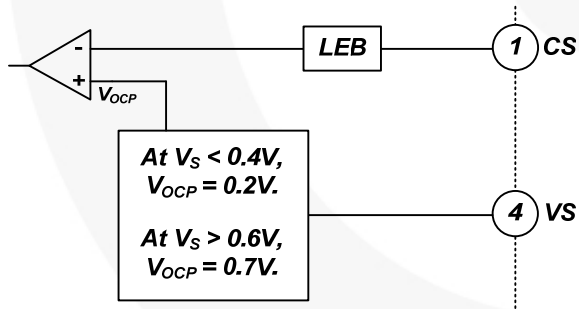 LEB
1 CS
-
+
V_OCP
At V_S < 0.4V,
V_OCP = 0.2V.
At V_S > 0.6V,
V_OCP = 0.7V.
4 VS